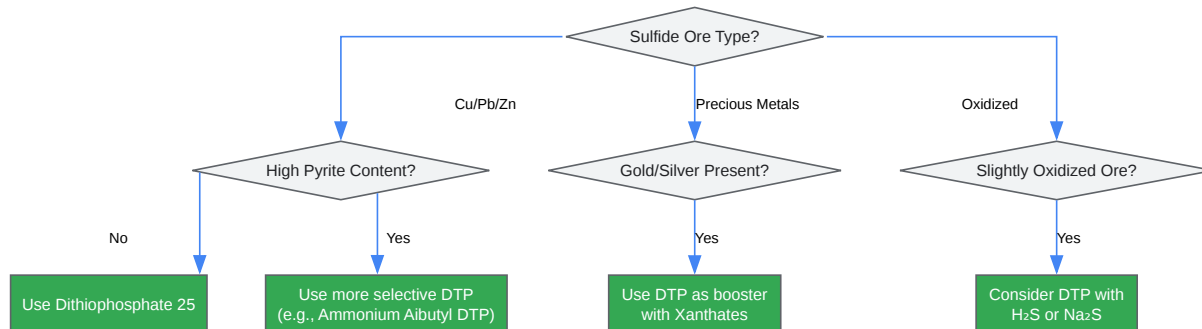 Sulfide Ore Type?
Cu/Pb/Zn
Precious Metals
Oxidized
High Pyrite Content?
Gold/Silver Present?
Slightly Oxidized Ore?
No
Yes
Yes
Yes
Use Dithiophosphate 25
Use more selective DTP
(e.g., Ammonium Aibutyl DTP)
Use DTP as booster
with Xanthates
Consider DTP with
H₂S or Na₂S